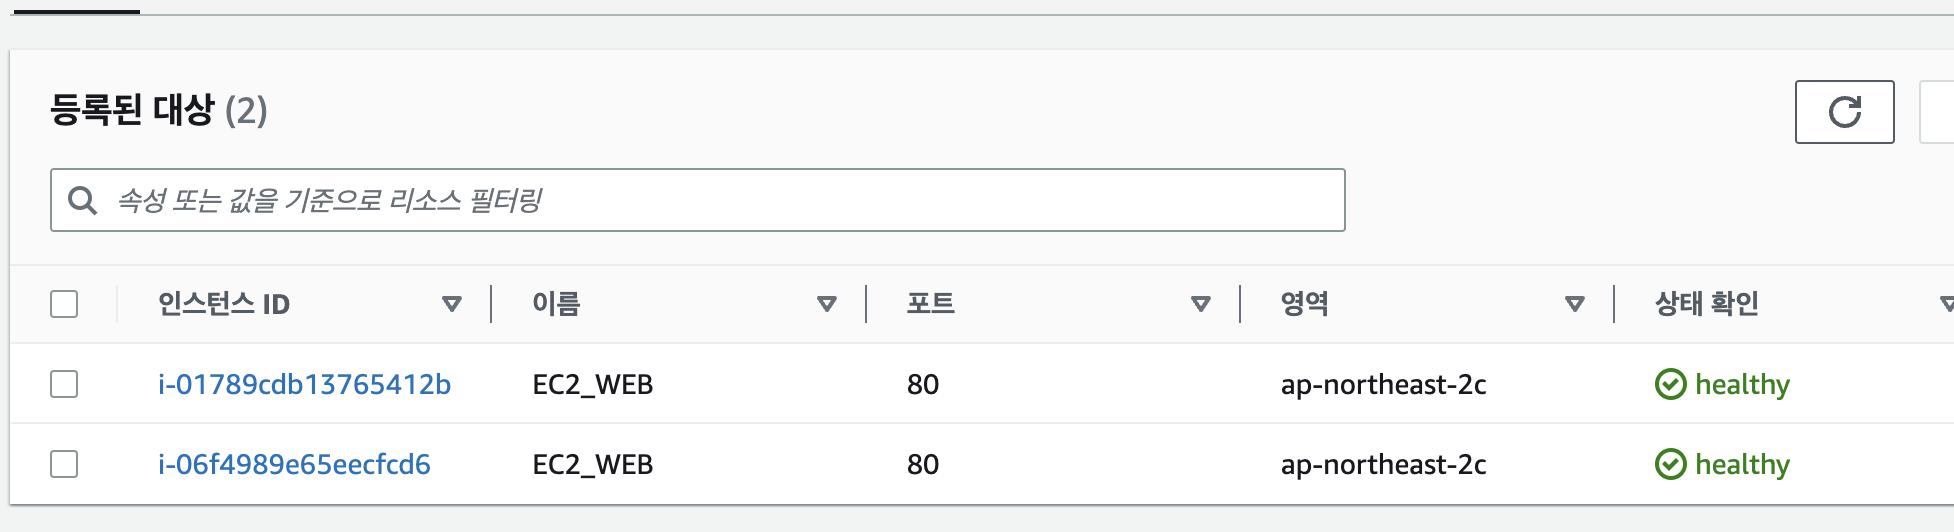 등록된 대상 (2)
속성 또는 값을 기준으로 리소스 필터링
인스턴스 ID 이름 포트 영역 상태 확인
i-01789cdb13765412b EC2_WEB 80 ap-northeast-2c healthy
i-06f4989e65eecfcd6 EC2_WEB 80 ap-northeast-2c healthy